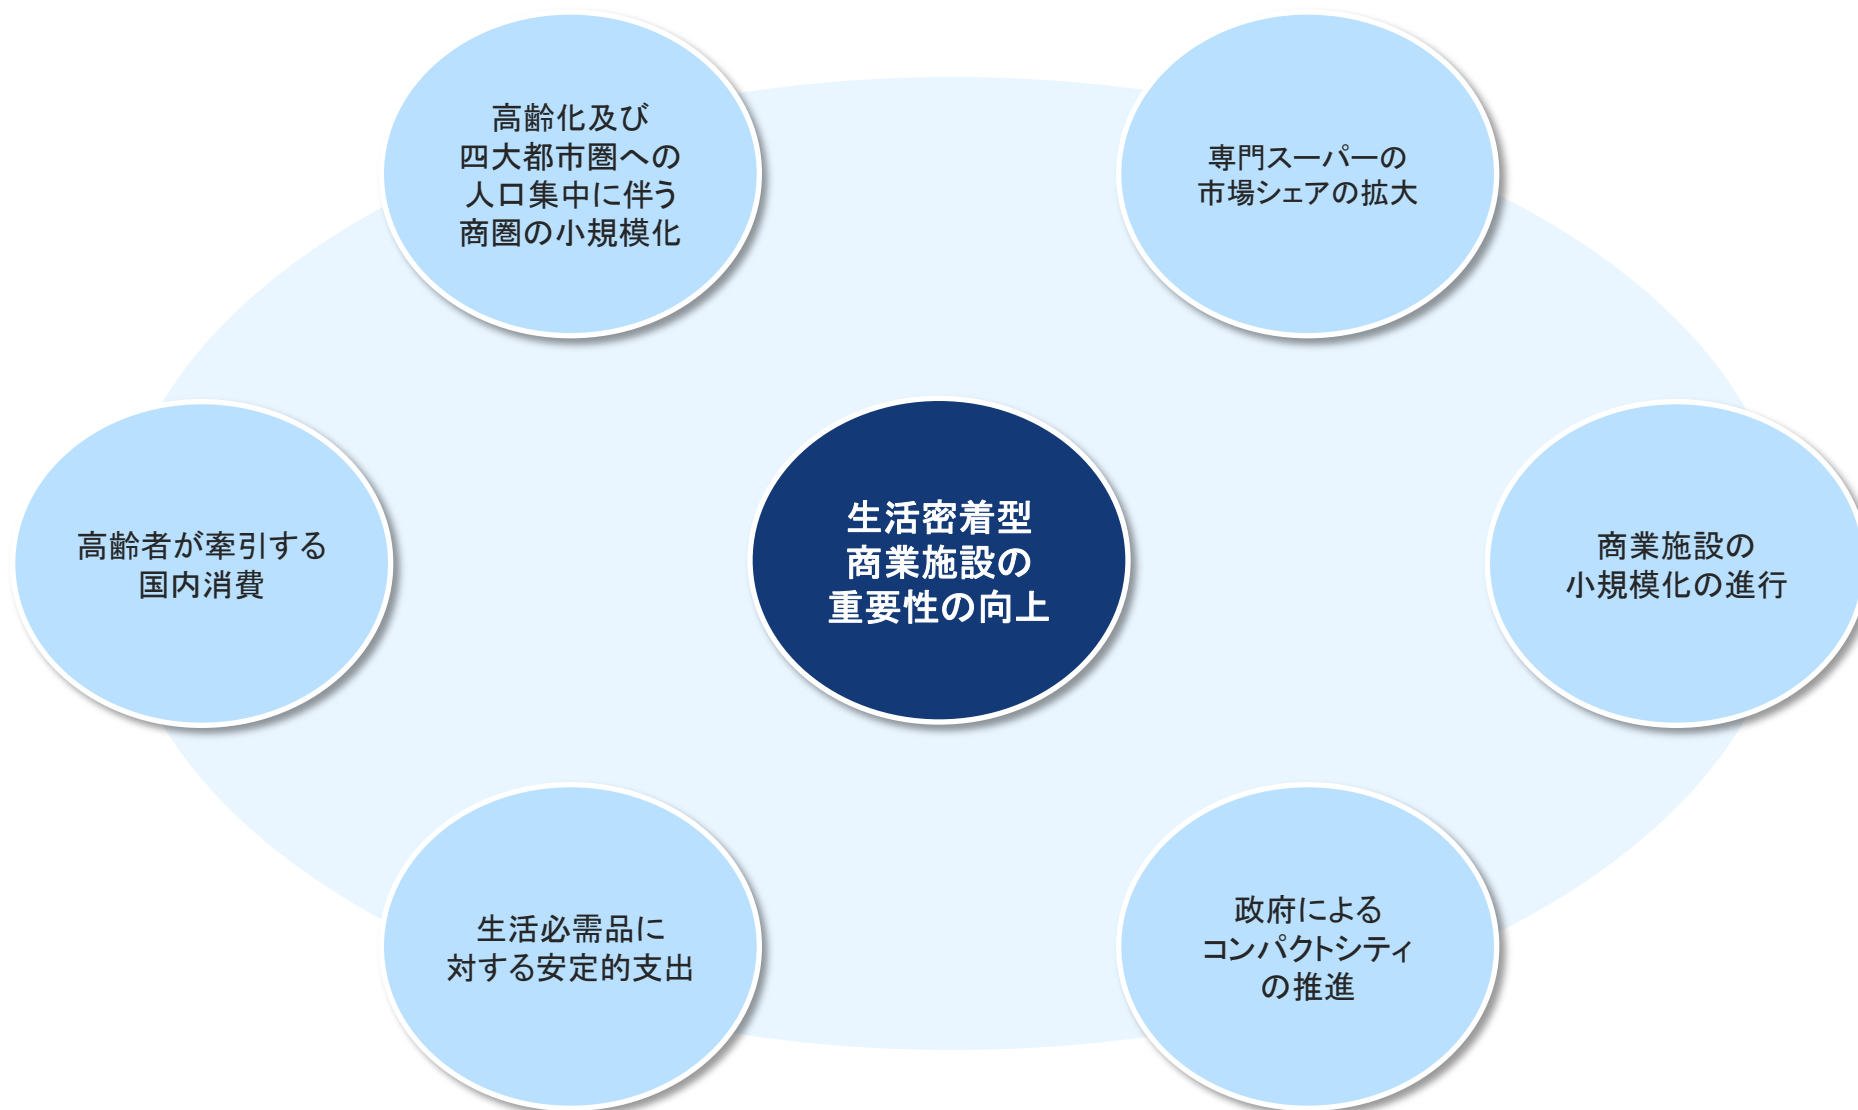 高齢化及び
四大都市圏への
人口集中に伴う
商圏の小規模化
専門スーパーの
市場シェアの拡大
高齢者が牽引する
国内消費
生活密着型
商業施設の
重要性の向上
商業施設の
小規模化の進行
生活必需品に
対する安定的支出
政府による
コンパクトシティ
の推進